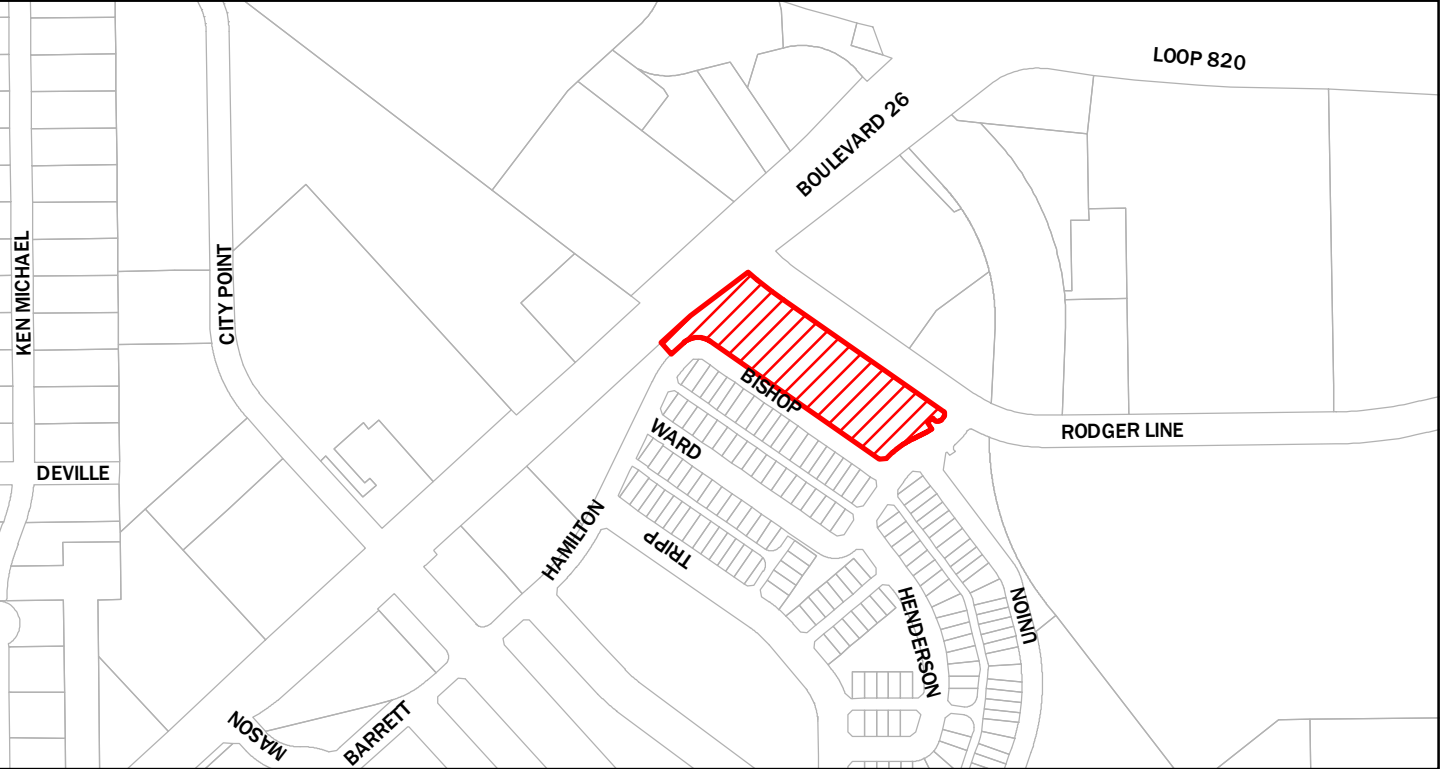 LOOP 820
BOULEVARD 26
KEN MICHAEL
CITY POINT
BISHOP
WARD
RODGER LINE
DEVILLE
HAMILTON
TRIPP
HENDERSON
UNION
MASON
BARRETT